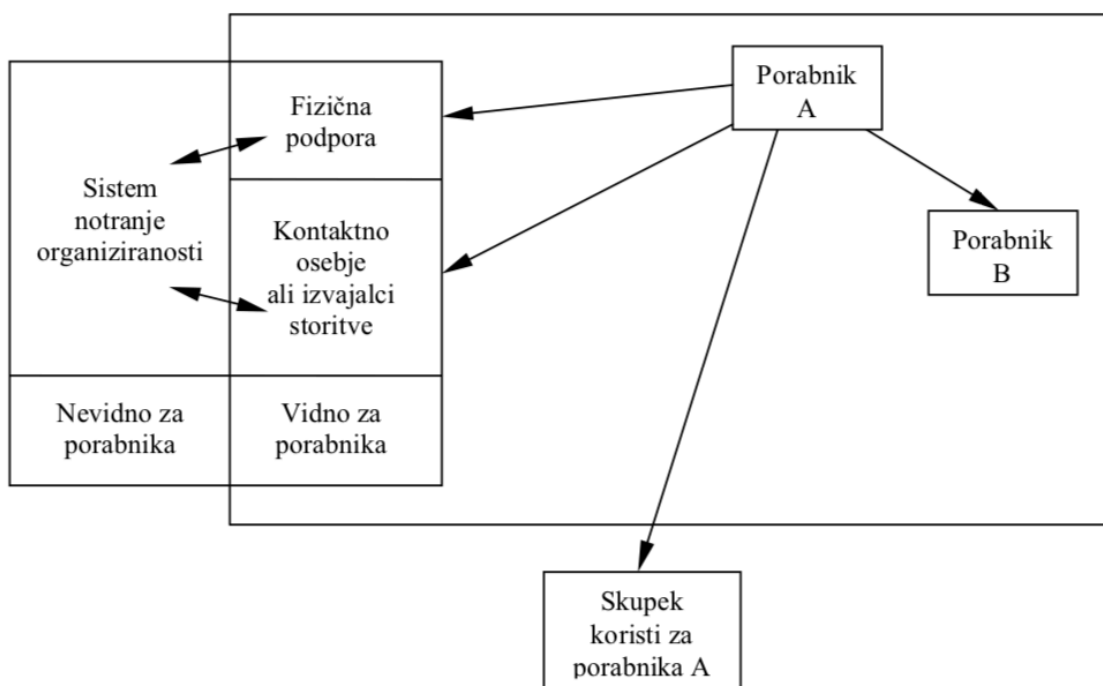 Porabnik
A
Fizična
podpora
Sistem
notranje
organiziranosti
Kontaktno
osebje
ali izvajalci
storitve
Porabnik
B
Nevidno za
porabnika
Vidno za
porabnika
Skupek
koristi za
porabnika A